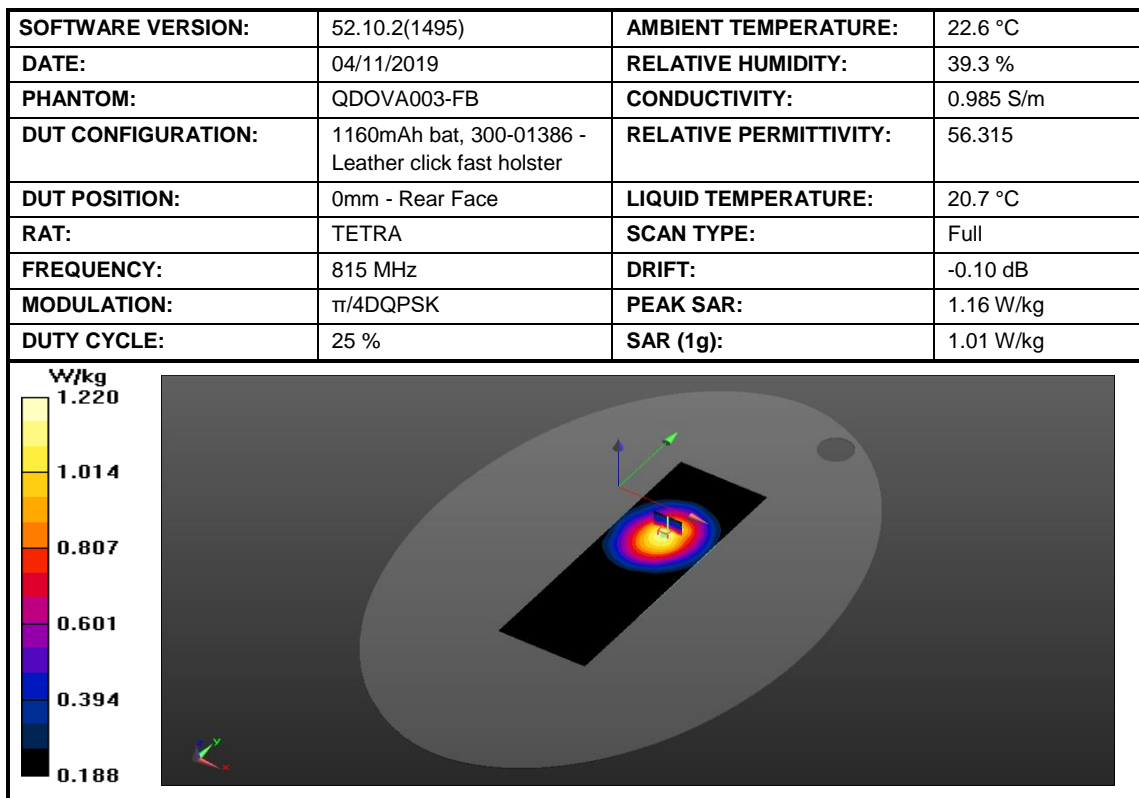 SOFTWARE VERSION: 52.10.2(1495) AMBIENT TEMPERATURE: 22.6 °C
DATE: 04/11/2019 RELATIVE HUMIDITY: 39.3 %
PHANTOM: QDOVA003-FB CONDUCTIVITY: 0.985 S/m
DUT CONFIGURATION: 1160mAh bat, 300-01386 - RELATIVE PERMITTIVITY: 56.315
Leather click fast holster
DUT POSITION: 0mm - Rear Face LIQUID TEMPERATURE: 20.7 °C
RAT: TETRA SCAN TYPE: Full
FREQUENCY: 815 MHz DRIFT: -0.10 dB
MODULATION: π/4DQPSK PEAK SAR: 1.16 W/kg
DUTY CYCLE: 25 % SAR (1g): 1.01 W/kg
W/kg
1.220
1.014
0.807
0.601
0.394
0.188
z
y
x